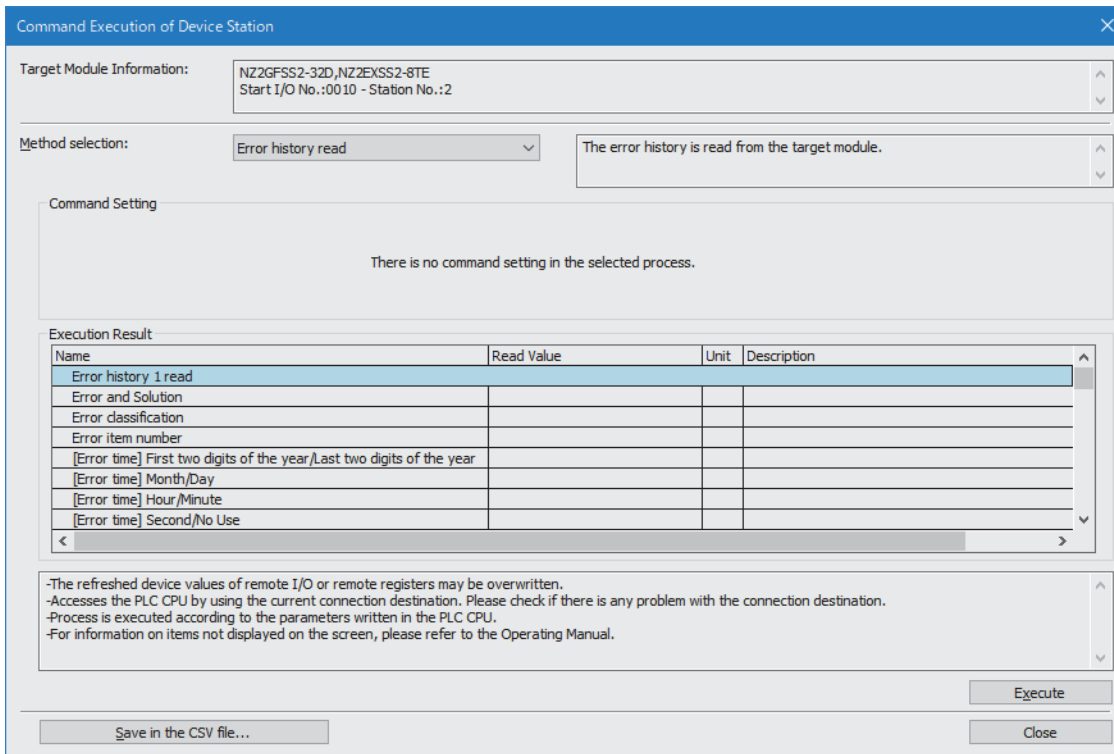 Command Execution of Device Station
Target Module Information:
NZ2GFSS2-32D,NZ2EXSS2-8TE
Start I/O No.:0010 - Station No.:2
Method selection:
Error history read
The error history is read from the target module.
Command Setting
There is no command setting in the selected process.
Execution Result
Name Read Value Unit Description
Error history 1 read
Error and Solution
Error classification
Error item number
[Error time] First two digits of the year/Last two digits of the year
[Error time] Month/Day
[Error time] Hour/Minute
[Error time] Second/No Use
-The refreshed device values of remote I/O or remote registers may be overwritten.
-Accesses the PLC CPU by using the current connection destination. Please check if there is any problem with the connection destination.
-Process is executed according to the parameters written in the PLC CPU.
-For information on items not displayed on the screen, please refer to the Operating Manual.
Execute
Save in the CSV file...
Close